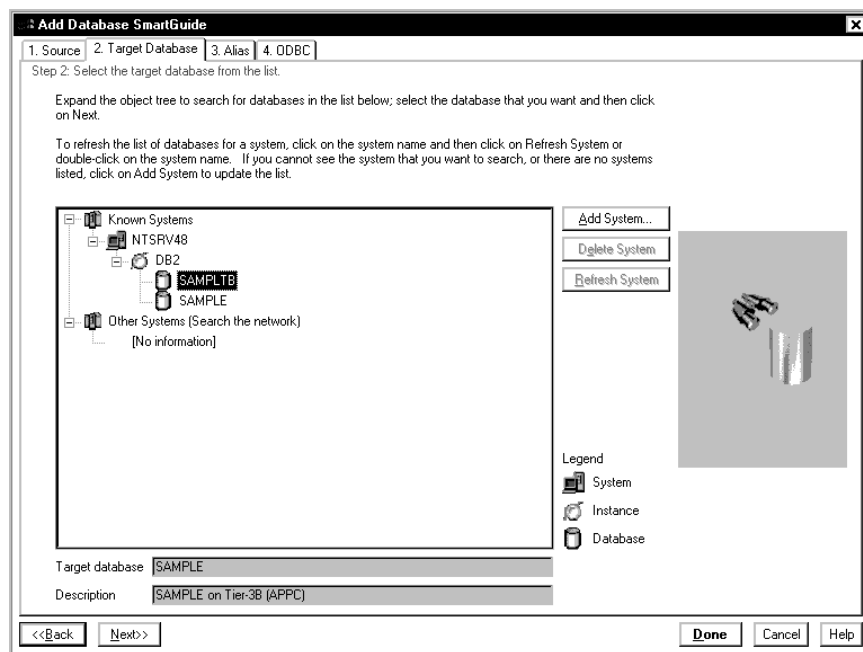 Add Database SmartGuide
1. Source 2. Target Database 3. Alias 4. ODBC
Step 2: Select the target database from the list.
Expand the object tree to search for databases in the list below; select the database that you want and then click
on Next.
To refresh the list of databases for a system, click on the system name and then click on Refresh System or
double-click on the system name. If you cannot see the system that you want to search, or there are no systems
listed, click on Add System to update the list.
Known Systems
NTSRV48
DB2
SAMPLTB
SAMPLE
Other Systems (Search the network)
[No information]
Add System...
Delete System
Refresh System
Legend
System
Instance
Database
Target database SAMPLE
Description SAMPLE on Tier-3B (APPC)
<<Back Next>> Done Cancel Help